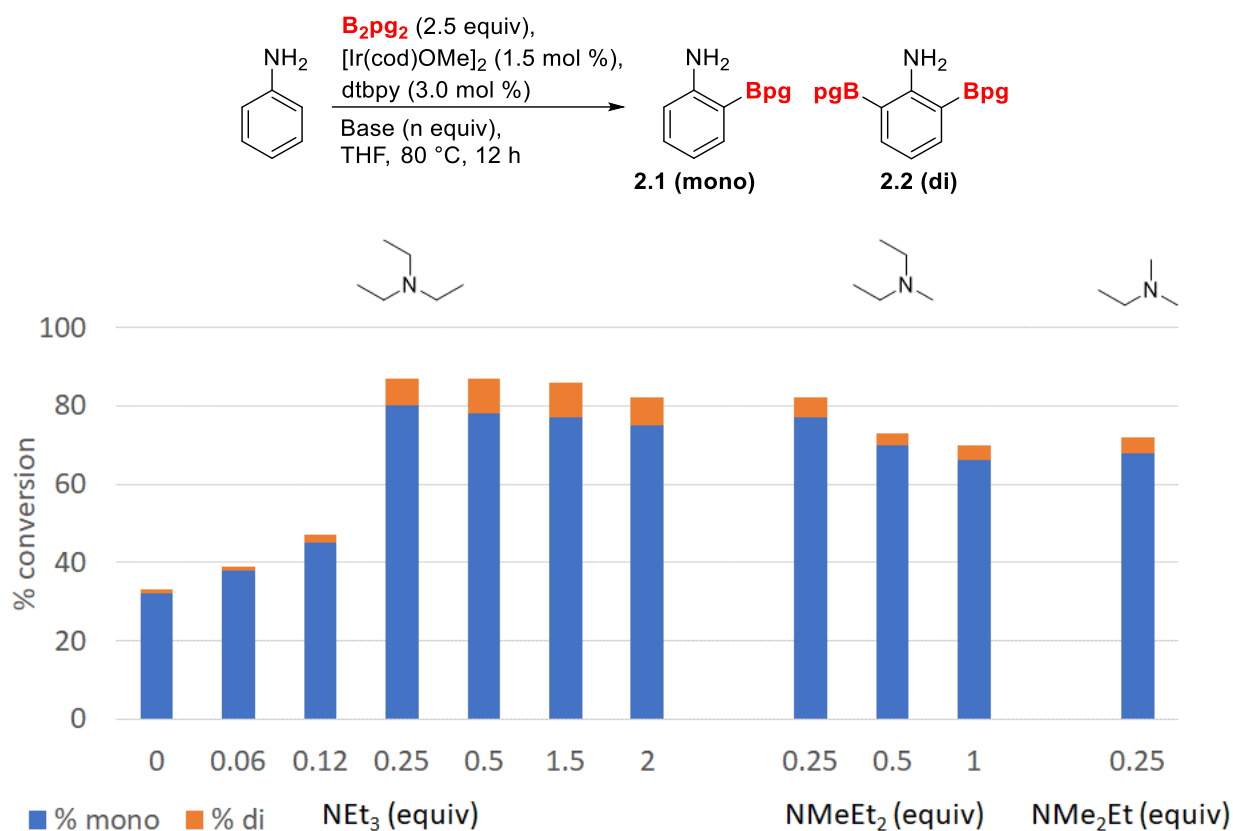 B₂pg₂ (2.5 equiv),
[Ir(cod)OMe]₂ (1.5 mol %),
dtbpy (3.0 mol %)
Base (n equiv),
THF, 80 °C, 12 h
NH₂
NH₂
Bpg
2.1 (mono)
NH₂
pgB Bpg
2.2 (di)
N
N
N
% conversion
100
80
60
40
20
0
0 0.06 0.12 0.25 0.5 1.5 2 0.25 0.5 1 0.25
% mono % di NEt₃ (equiv) NMeEt₂ (equiv) NMe₂Et (equiv)